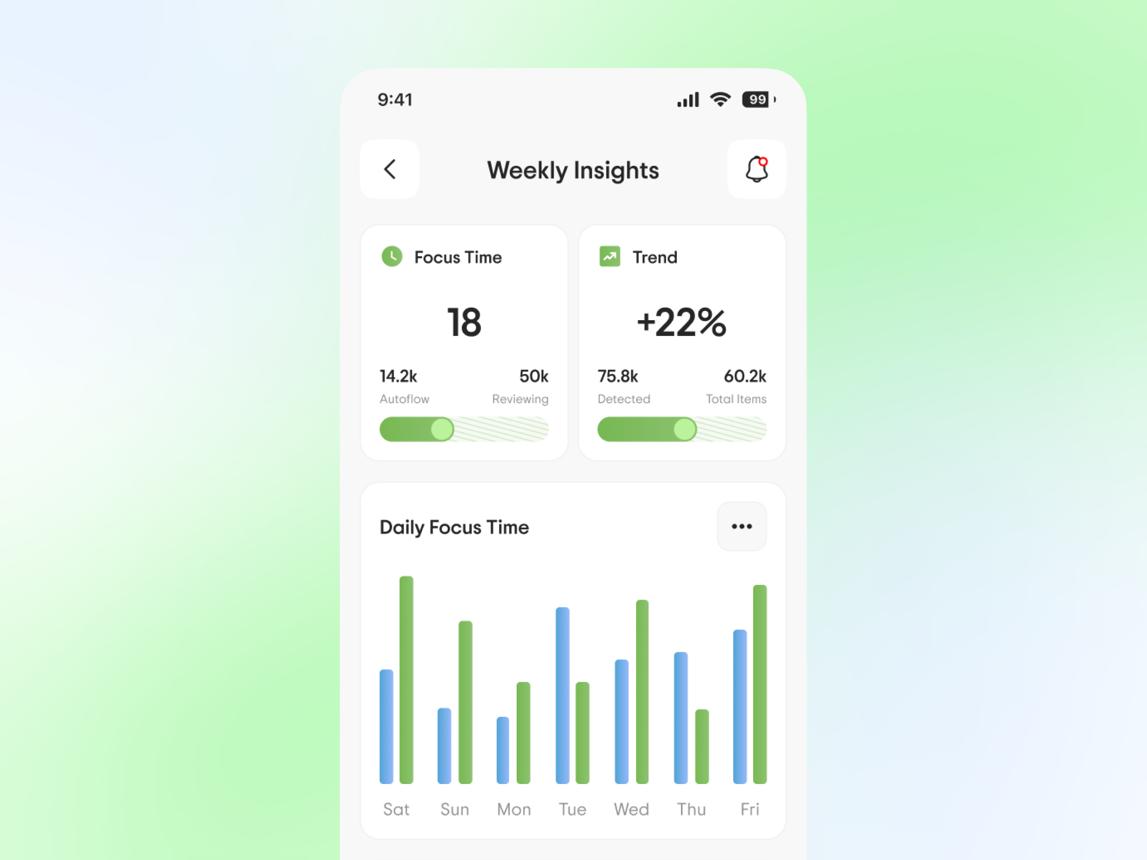 9:41 99
Weekly Insights
Focus Time
18
14.2k 50k
Autoflow Reviewing
Trend
+22%
75.8k 60.2k
Detected Total Items
Daily Focus Time
Sat Sun Mon Tue Wed Thu Fri